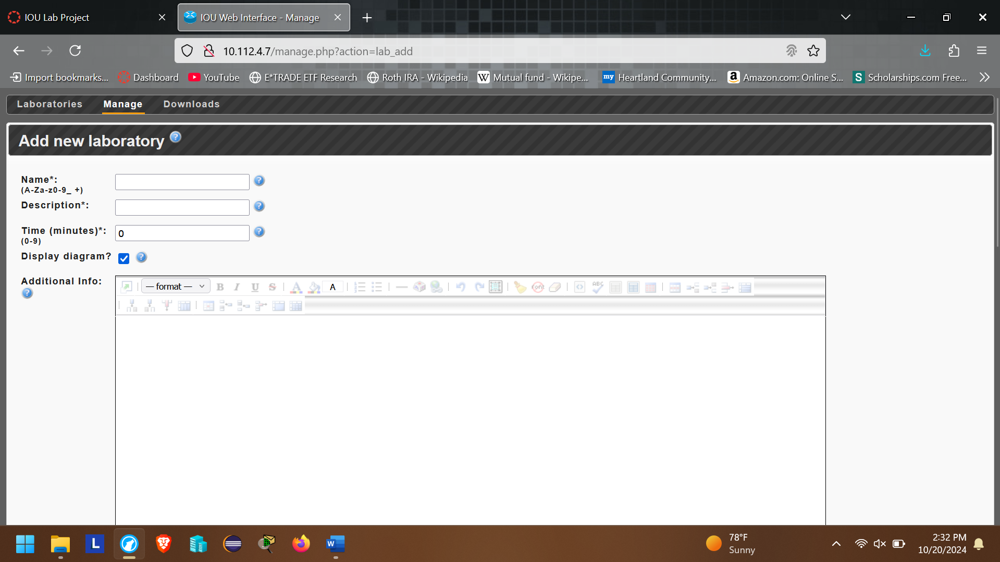 IOU Lab Project
IOU Web Interface - Manage
10.112.4.7/manage.php?action=lab_add
Import bookmarks...
Dashboard
YouTube
E*TRADE ETF Research
Roth IRA - Wikipedia
W Mutual fund - Wikipe...
my Heartland Community...
a Amazon.com: Online S...
S Scholarships.com Free...
Laboratories Manage Downloads
Add new laboratory ?
Name*: ?
(A-Za-z0-9_ +)
Description*: ?
Time (minutes)*: 0 ?
(0-9)
Display diagram? ?
Additional Info:
?
— format — B I U S A A font ABC
L W
78°F
Sunny
2:32 PM
10/20/2024